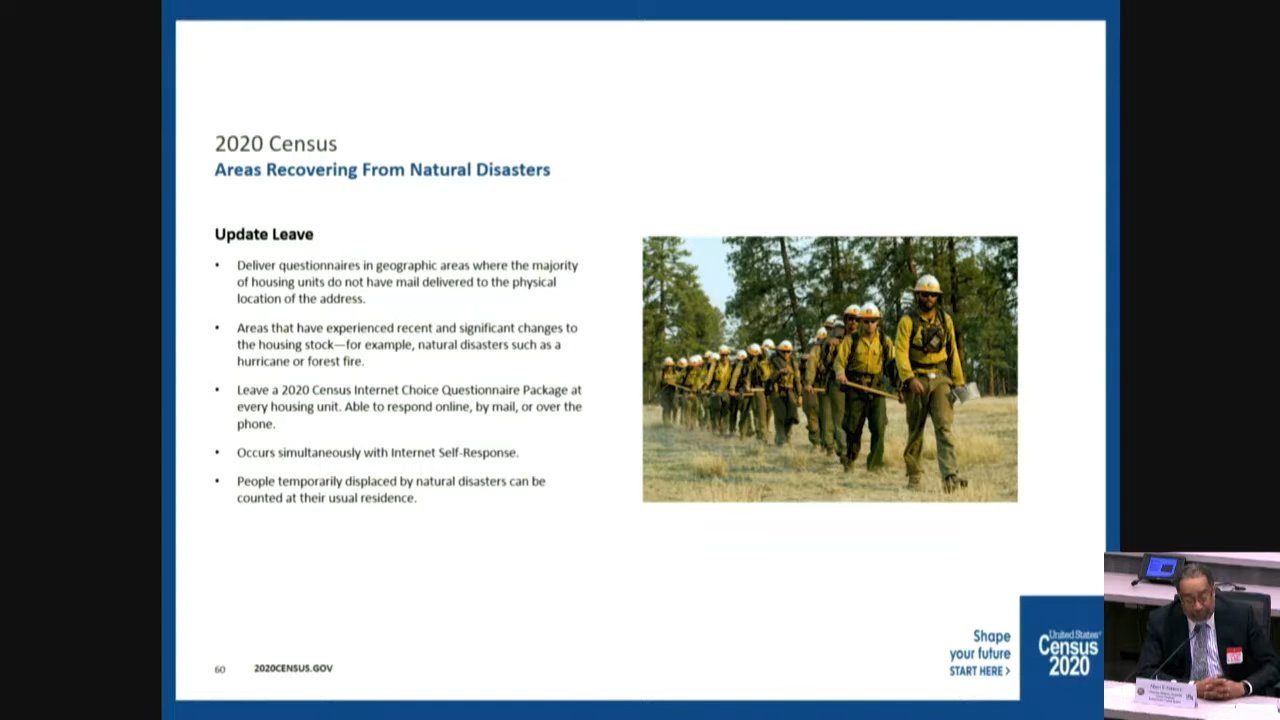 2020 Census
Areas Recovering From Natural Disasters
Update Leave
• Deliver questionnaires in geographic areas where the majority
of housing units do not have mail delivered to the physical
location of the address.
• Areas that have experienced recent and significant changes to
the housing stock—for example, natural disasters such as a
hurricane or forest fire.
• Leave a 2020 Census Internet Choice Questionnaire Package at
every housing unit. Able to respond online, by mail, or over the
phone.
• Occurs simultaneously with Internet Self-Response.
• People temporarily displaced by natural disasters can be
counted at their usual residence.
60
2020CENSUS.GOV
Shape
your future
START HERE >
United States®
Census
2020